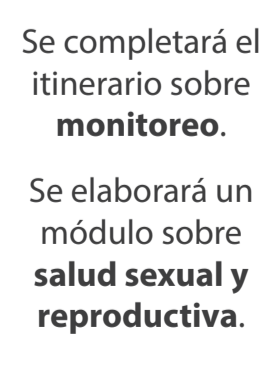 Se completará el
itinerario sobre
monitoreo.
Se elaborará un
módulo sobre
salud sexual y
reproductiva.